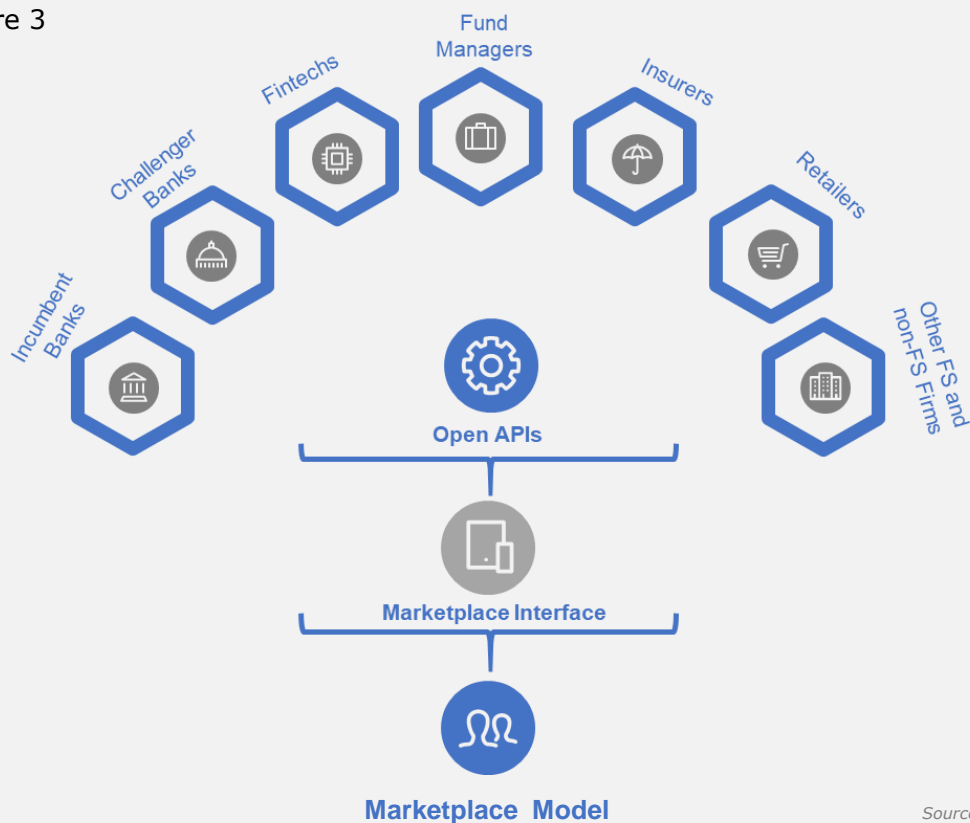 re 3
Fund
Managers
Fintechs
Insurers
Challenger
Banks
Retailers
Incumbent
Banks
Other FS and
non-FS Firms
Open APIs
Marketplace Interface
Marketplace Model
Source